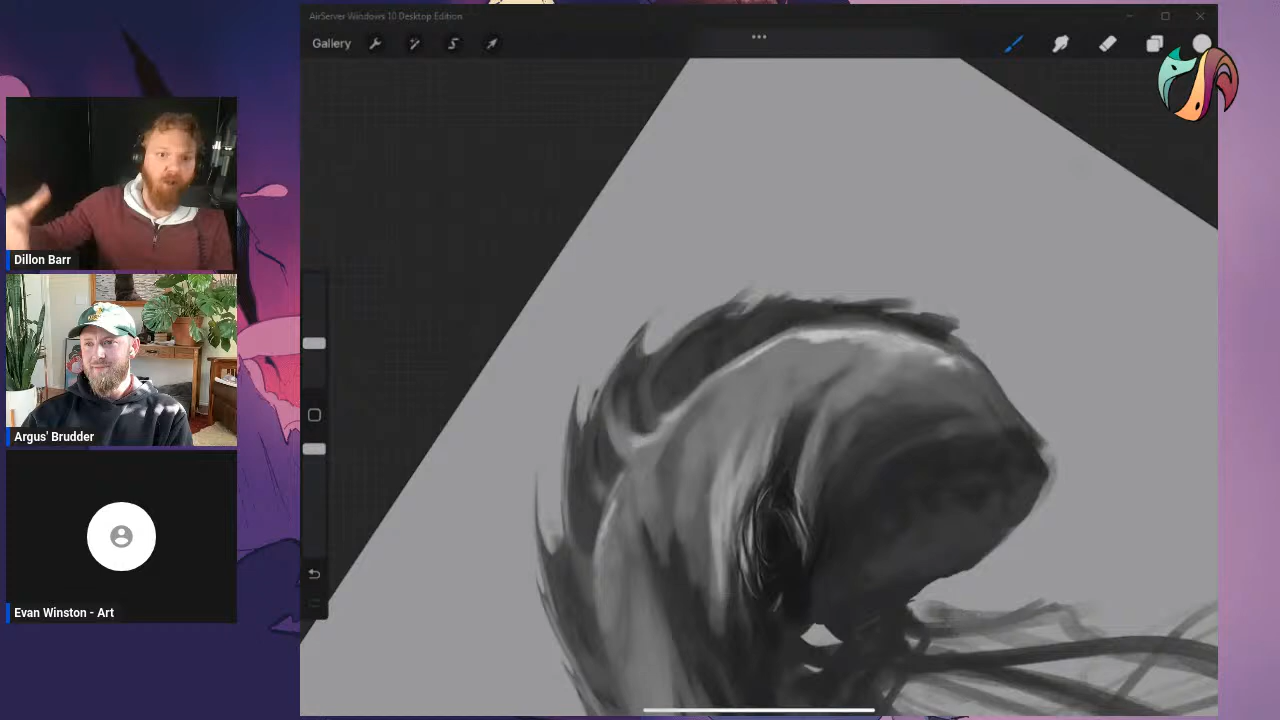 AirServer Windows 10 Desktop Edition
Gallery
Dillon Barr
Argus' Brudder
Evan Winston - Art